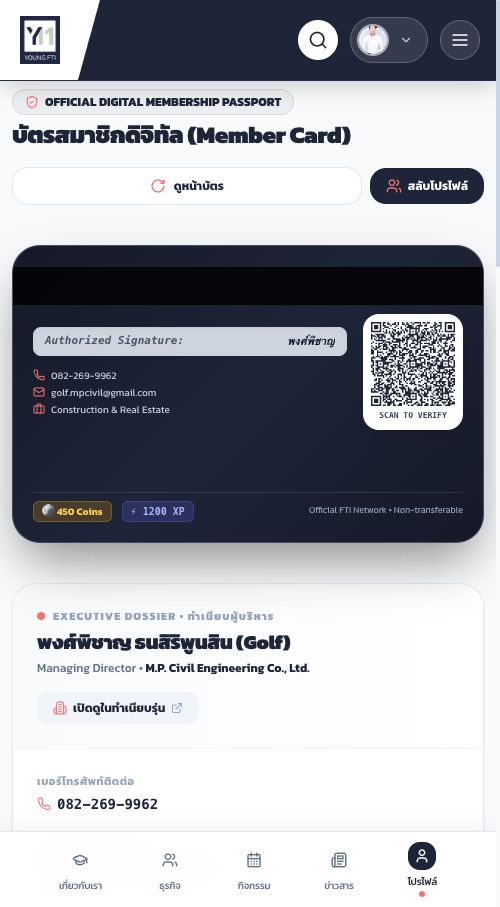 Y11
YOUNG FTI
OFFICIAL DIGITAL MEMBERSHIP PASSPORT
บัตรสมาชิกดิจิทัล (Member Card)
ดูหน้าบัตร
สลับโปรไฟล์
Authorized Signature: พงศ์พิชาญ
082-269-9962
golf.mpcivil@gmail.com
Construction & Real Estate
SCAN TO VERIFY
450 Coins
⚡ 1200 XP
Official FTI Network • Non-transferable
EXECUTIVE DOSSIER • ทำเนียบผู้บริหาร
พงศ์พิชาญ ธนสิริพูนสิน (Golf)
Managing Director • M.P. Civil Engineering Co., Ltd.
เปิดดูในทำเนียบรุ่น
เบอร์โทรศัพท์ติดต่อ
082-269-9962
เกี่ยวกับเรา
ธุรกิจ
กิจกรรม
ข่าวสาร
โปรไฟล์